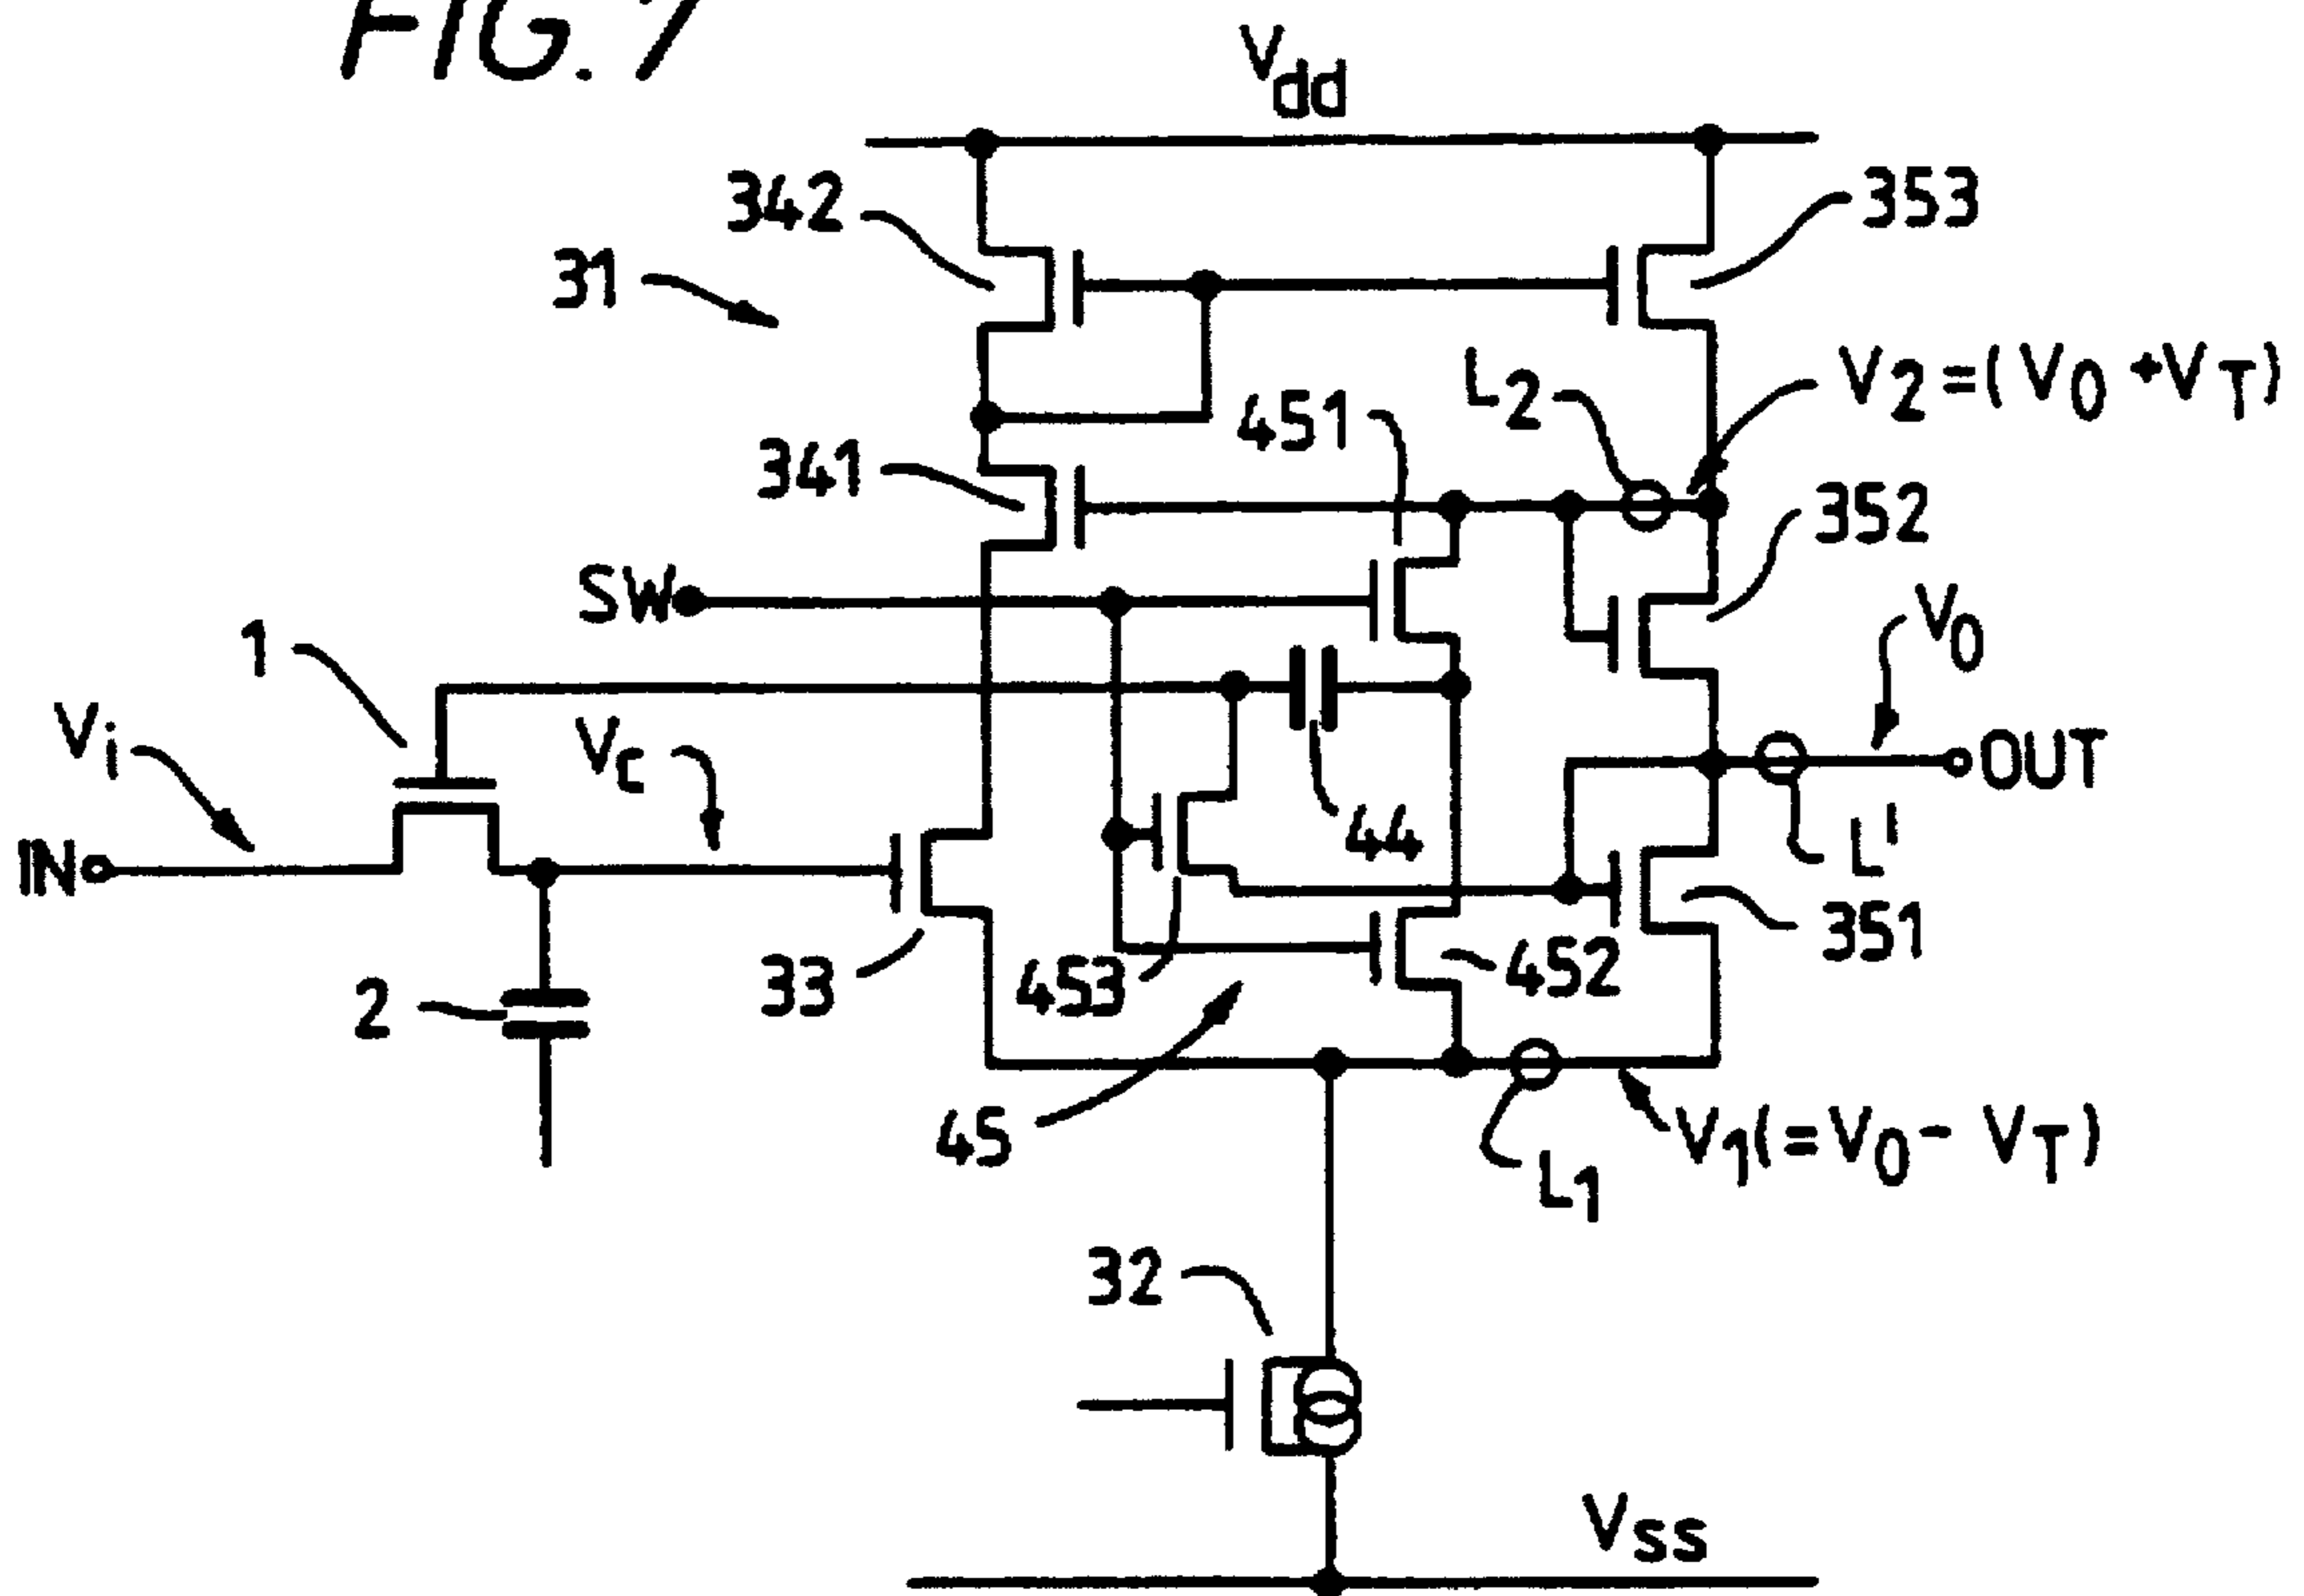 FIG. 7
Vdd
342
353
31
V2=(V0+VT)
L2
451
341
352
SW
V0
1
Vi
VC
OUT
44
L'
IN
351
33
453
452
2
45
V1(=V0-VT)
L1
32
VSS